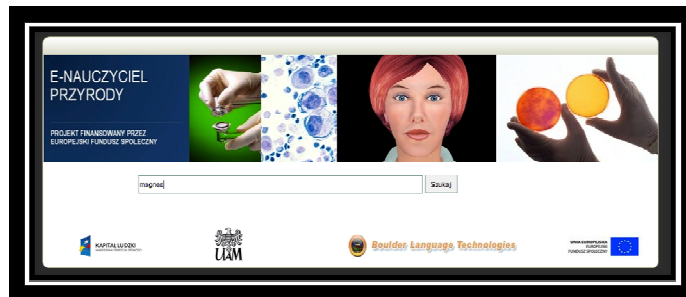 E-NAUCZYCIEL
PRZYRODY
PROJEKT FINANSOWANY PRZEZ
EUROPEJSKI FUNDUSZ SPOŁECZNY
magnes
Szukaj
KAPITAŁ LUDZKI
UAM
Boulder Language Technologies
UNIA EUROPEJSKA
EUROPEJSKI
FUNDUSZ SPOŁECZNY